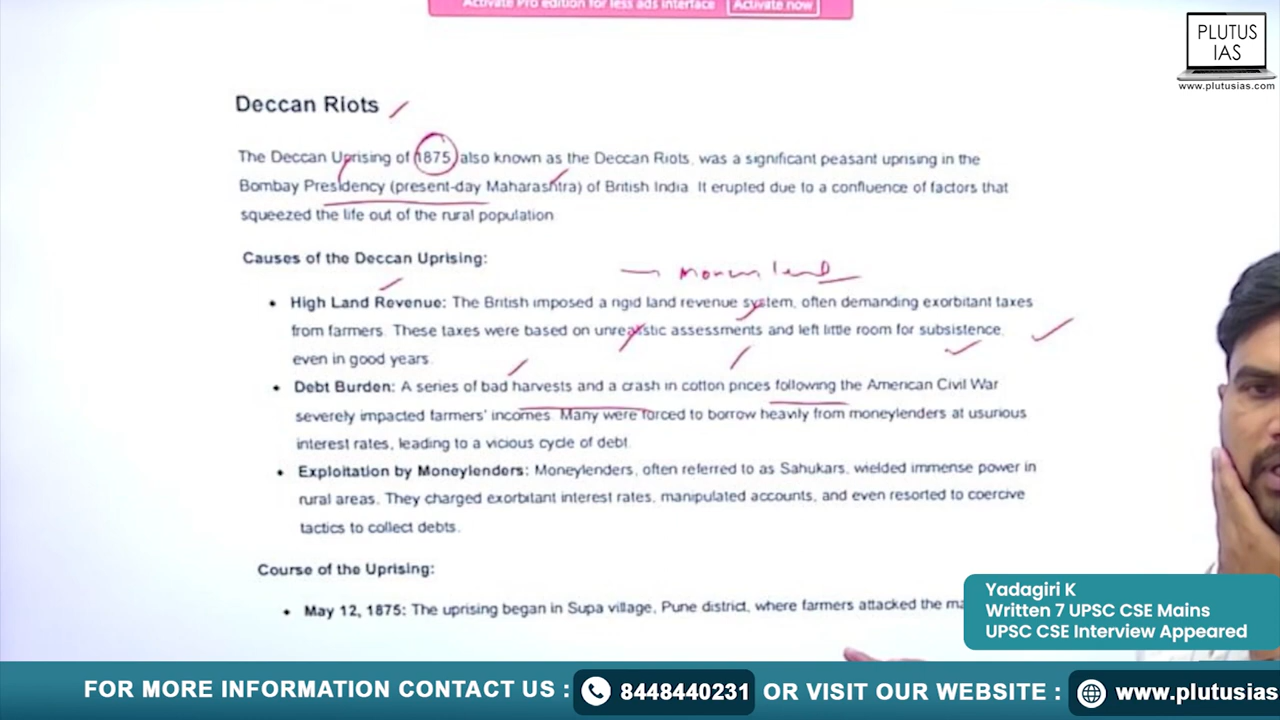 Activate Pro edition for less ads interface Activate now
PLUTUS
IAS
www.plutusias.com
Deccan Riots
The Deccan Uprising of 1875 also known as the Deccan Riots, was a significant peasant uprising in the
Bombay Presidency (present-day Maharashtra) of British India. It erupted due to a confluence of factors that
squeezed the life out of the rural population
Causes of the Deccan Uprising:
• High Land Revenue: The British imposed a rigid land revenue system, often demanding exorbitant taxes
from farmers. These taxes were based on unrealistic assessments and left little room for subsistence,
even in good years.
• Debt Burden: A series of bad harvests and a crash in cotton prices following the American Civil War
severely impacted farmers' incomes. Many were forced to borrow heavily from moneylenders at usurious
interest rates, leading to a vicious cycle of debt.
• Exploitation by Moneylenders: Moneylenders, often referred to as Sahukars, wielded immense power in
rural areas. They charged exorbitant interest rates, manipulated accounts, and even resorted to coercive
tactics to collect debts.
Course of the Uprising:
• May 12, 1875: The uprising began in Supa village, Pune district, where farmers attacked the
Yadagiri K
Written 7 UPSC CSE Mains
UPSC CSE Interview Appeared
FOR MORE INFORMATION CONTACT US : 8448440231 OR VISIT OUR WEBSITE : www.plutusias